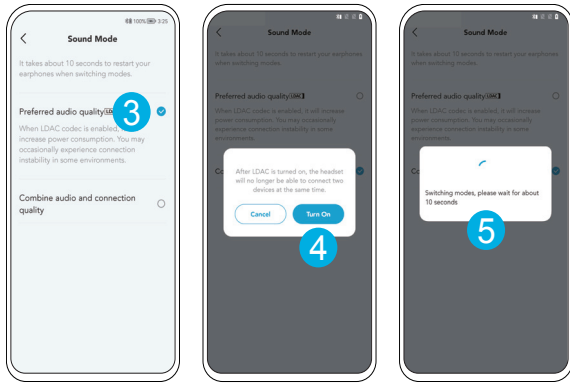 100% 3:25
Sound Mode
It takes about 10 seconds to restart your
earphones when switching modes.
Preferred audio quality
3
When LDAC codec is enabled,
increase power consumption. You may
occasionally experience connection
instability in some environments.
Combine audio and connection
quality
Sound Mode
It takes about 10 seconds to restart your earphones
when switching modes.
Preferred audio quality
When LDAC codec is enabled, it will increase
power consumption. You may occasionally
experience connection instability in some
environments.
Co
After LDAC is turned on, the headset
will no longer be able to connect two
devices at the same time.
Cancel
Turn On
4
Sound Mode
It takes about 10 seconds to restart your earphones
when switching modes.
Preferred audio quality
When LDAC codec is enabled, it will increase
power consumption. You may occasionally
experience connection instability in some
Co
Switching modes, please wait for about
10 seconds
5